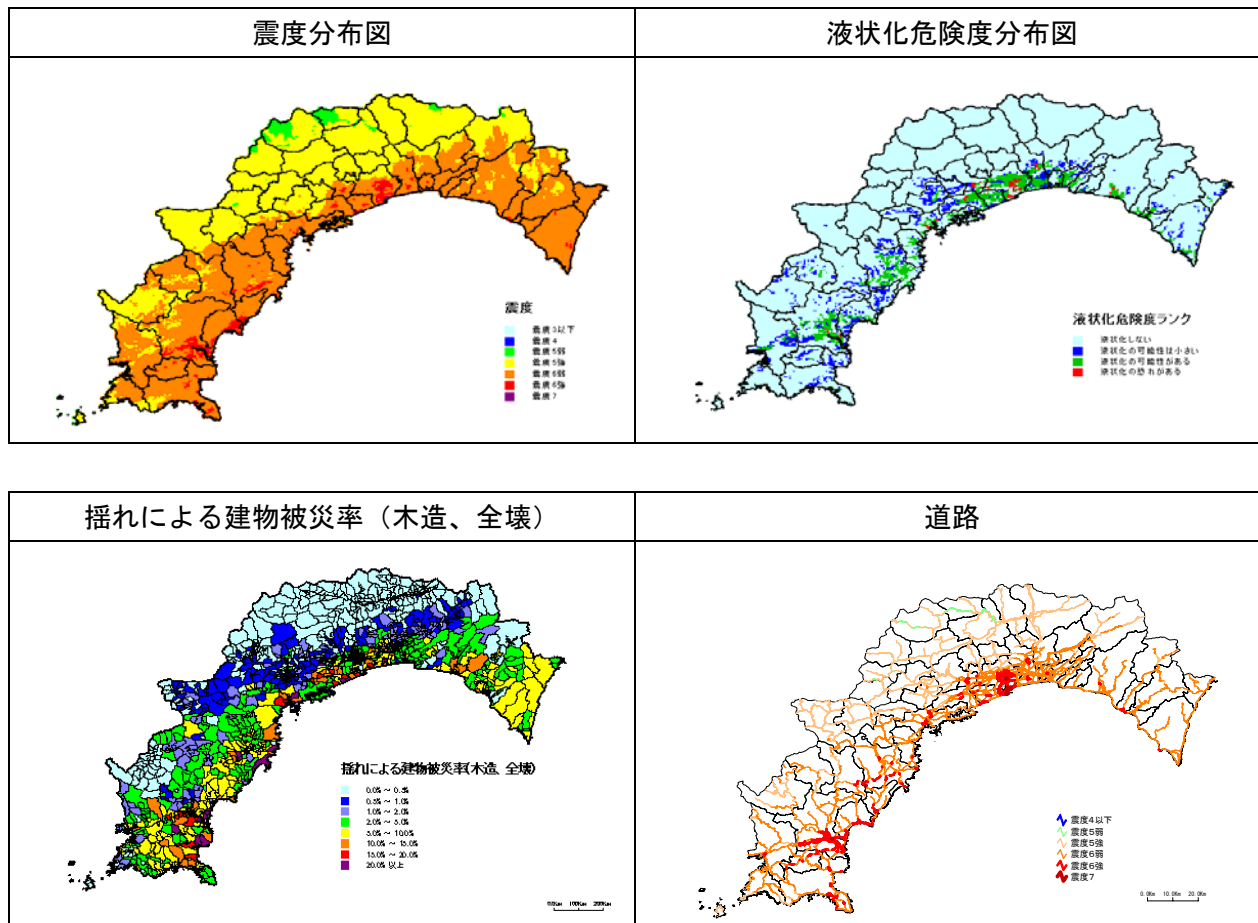 震度分布図
液状化危険度分布図
震度
震度3以下
震度4
震度5弱
震度5強
震度6弱
震度6強
震度7
液状化危険度ランク
液状化しない
液状化の可能性は小さい
液状化の可能性がある
液状化の恐れがある
揺れによる建物被災率（木造、全壊）
道路
揺れによる建物被災率(木造、全壊)
0.0% ～ 0.5%
0.5% ～ 1.0%
1.0% ～ 2.0%
2.0% ～ 5.0%
5.0% ～ 10.0%
10.0% ～ 15.0%
15.0% ～ 20.0%
20.0% 以上
震度4以下
震度5弱
震度5強
震度6弱
震度6強
震度7
0.0Km 10.0Km 20.0Km